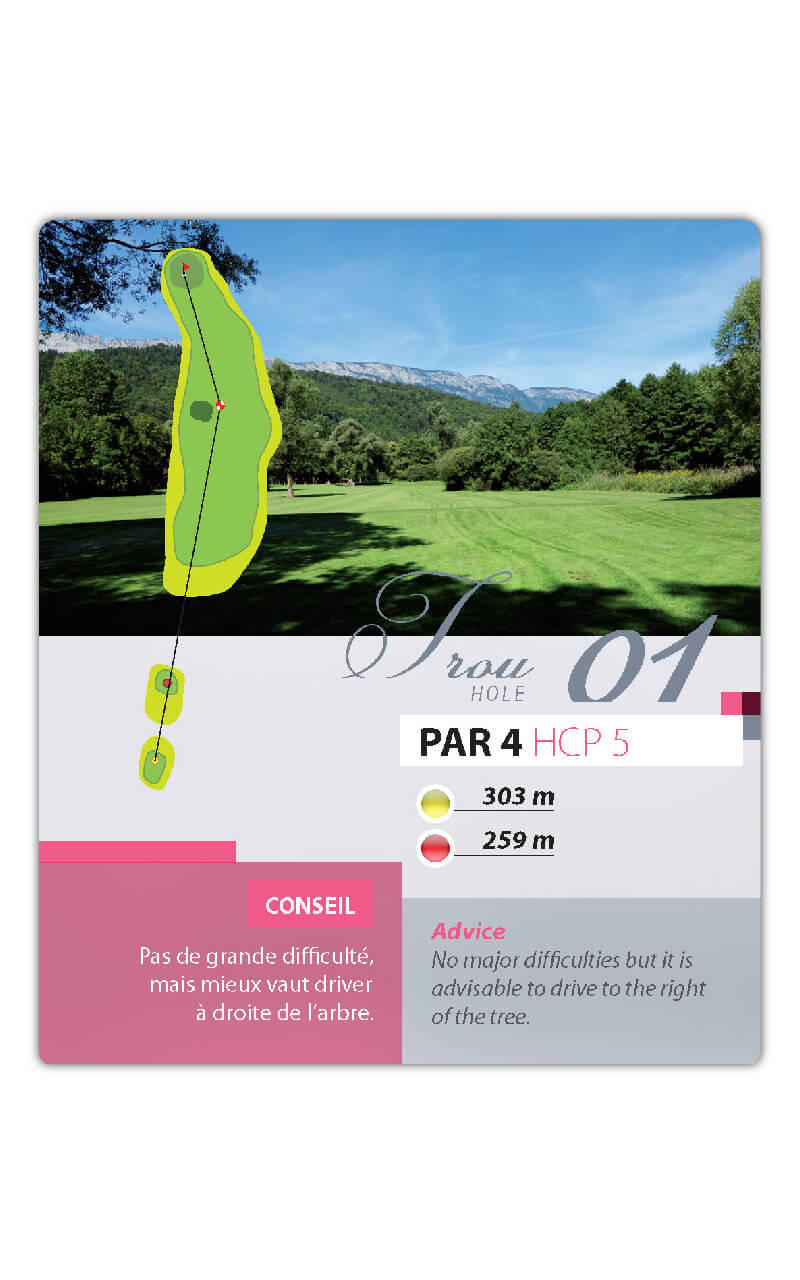 Trou 01
HOLE
PAR 4 HCP 5
303 m
259 m
CONSEIL
Pas de grande difficulté,
mais mieux vaut driver
à droite de l'arbre.
Advice
No major difficulties but it is
advisable to drive to the right
of the tree.